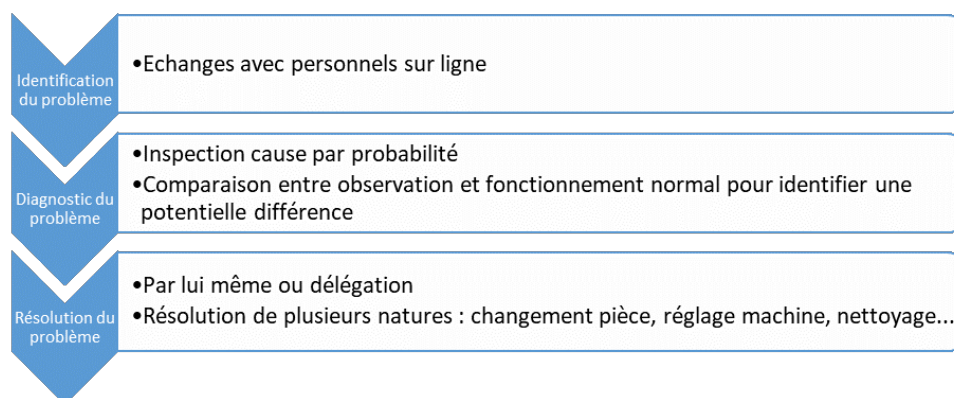 Identification
du problème
•Echanges avec personnels sur ligne
Diagnostic du
problème
•Inspection cause par probabilité
•Comparaison entre observation et fonctionnement normal pour identifier une
potentielle différence
Résolution du
problème
•Par lui même ou délégation
•Résolution de plusieurs natures : changement pièce, réglage machine, nettoyage...